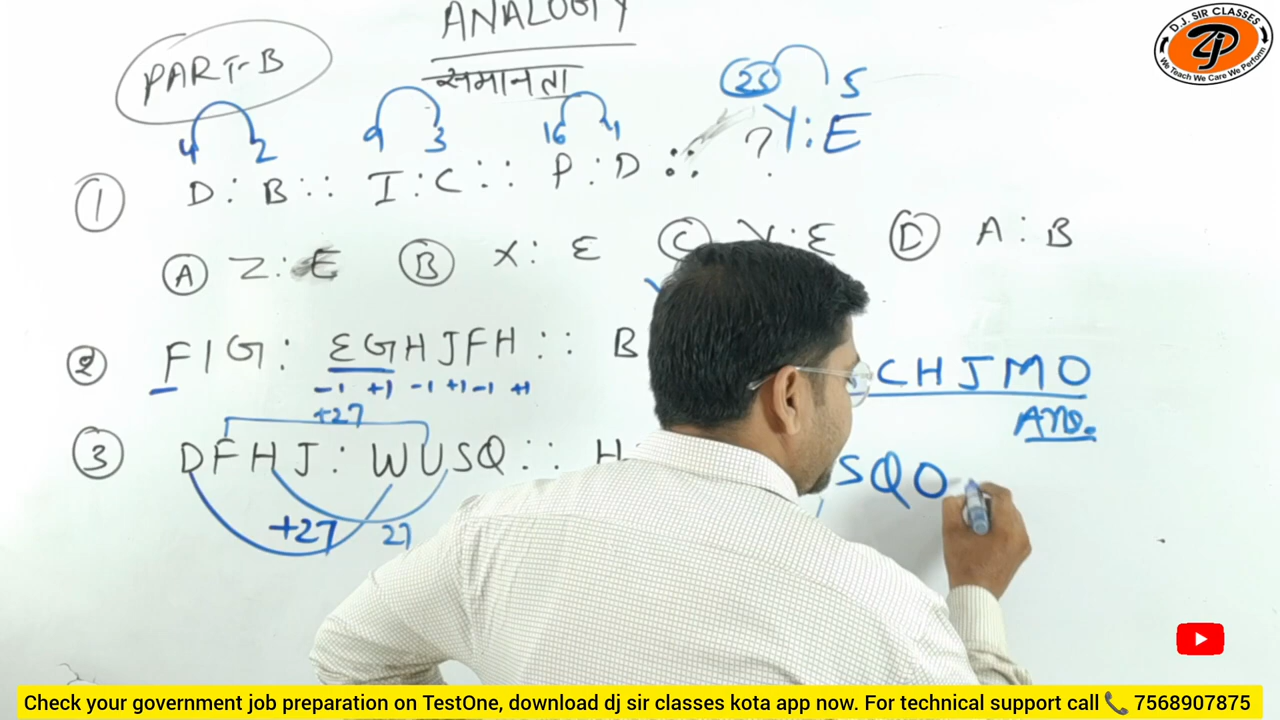 ANALOGY
PART-B
समानता
D.J. SIR CLASSES
We Teach We Care We Perform
4 2 9 3 16 4 25 5
① D : B :: I : C :: P : D :: ? Y : E
Ⓐ Z : E Ⓑ X : E Ⓒ Y : E Ⓓ A : B
② FIG : EGHJFH :: B CHJMO
-1 +1 -1 +1 -1 +1
Ans.
+27
③ DFHJ : WUSQ :: H SQO
+27 27
Check your government job preparation on TestOne, download dj sir classes kota app now. For technical support call 📞 7568907875